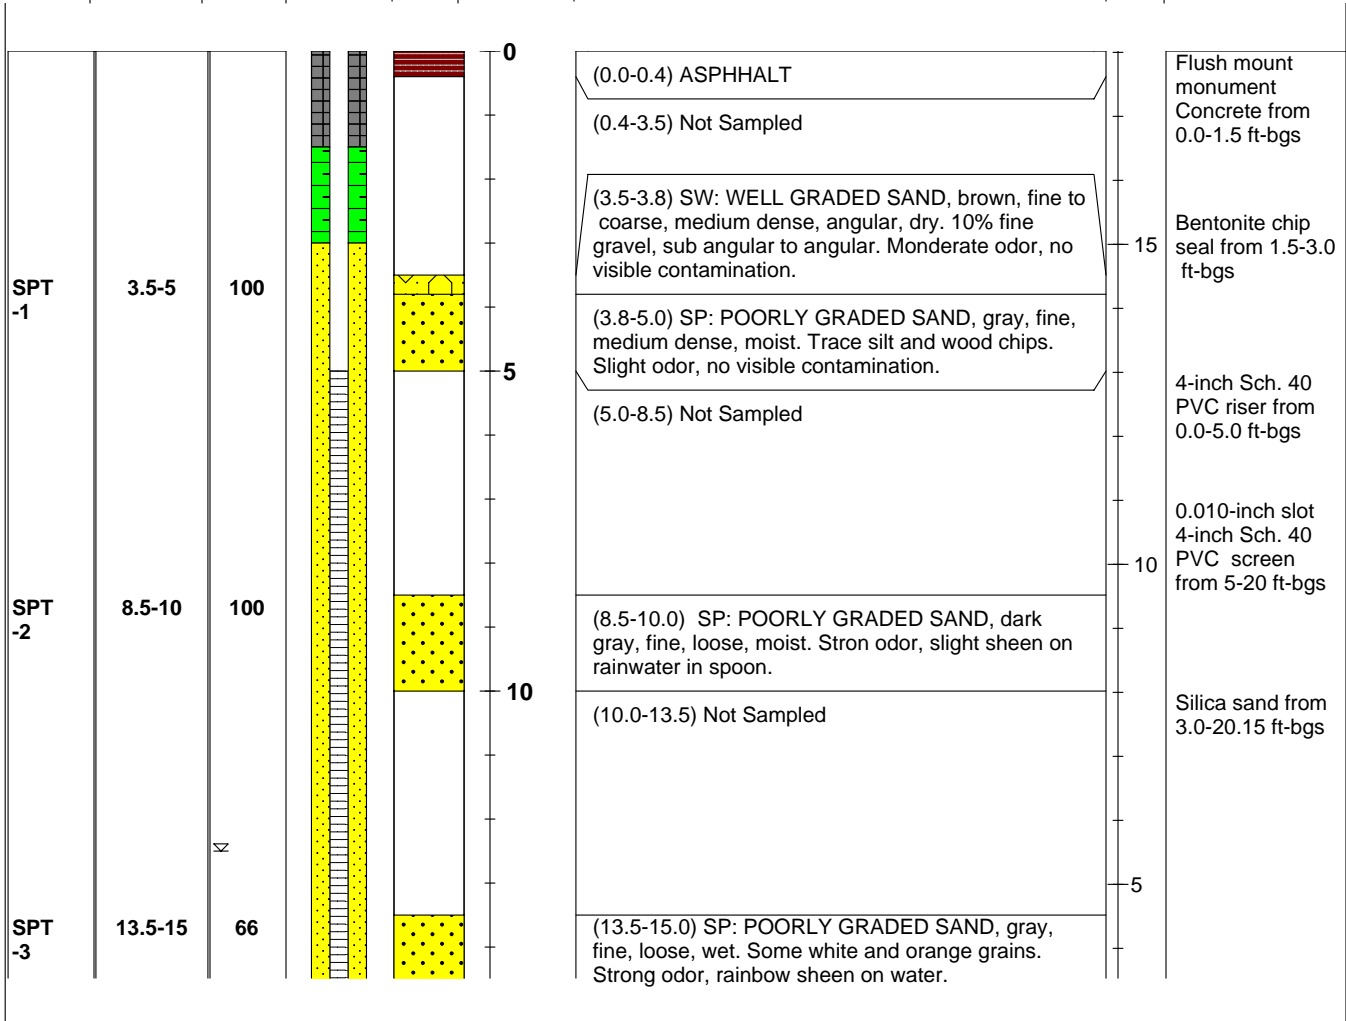 0
(0.0-0.4) ASPHHALT
(0.4-3.5) Not Sampled
Flush mount
monument
Concrete from
0.0-1.5 ft-bgs
(3.5-3.8) SW: WELL GRADED SAND, brown, fine to
coarse, medium dense, angular, dry. 10% fine
gravel, sub angular to angular. Monderate odor, no
visible contamination.
15
Bentonite chip
seal from 1.5-3.0
ft-bgs
SPT
-1
3.5-5
100
(3.8-5.0) SP: POORLY GRADED SAND, gray, fine,
medium dense, moist. Trace silt and wood chips.
Slight odor, no visible contamination.
5
(5.0-8.5) Not Sampled
4-inch Sch. 40
PVC riser from
0.0-5.0 ft-bgs
0.010-inch slot
4-inch Sch. 40
PVC screen
from 5-20 ft-bgs
10
SPT
-2
8.5-10
100
(8.5-10.0) SP: POORLY GRADED SAND, dark
gray, fine, loose, moist. Stron odor, slight sheen on
rainwater in spoon.
10
(10.0-13.5) Not Sampled
Silica sand from
3.0-20.15 ft-bgs
5
SPT
-3
13.5-15
66
(13.5-15.0) SP: POORLY GRADED SAND, gray,
fine, loose, wet. Some white and orange grains.
Strong odor, rainbow sheen on water.